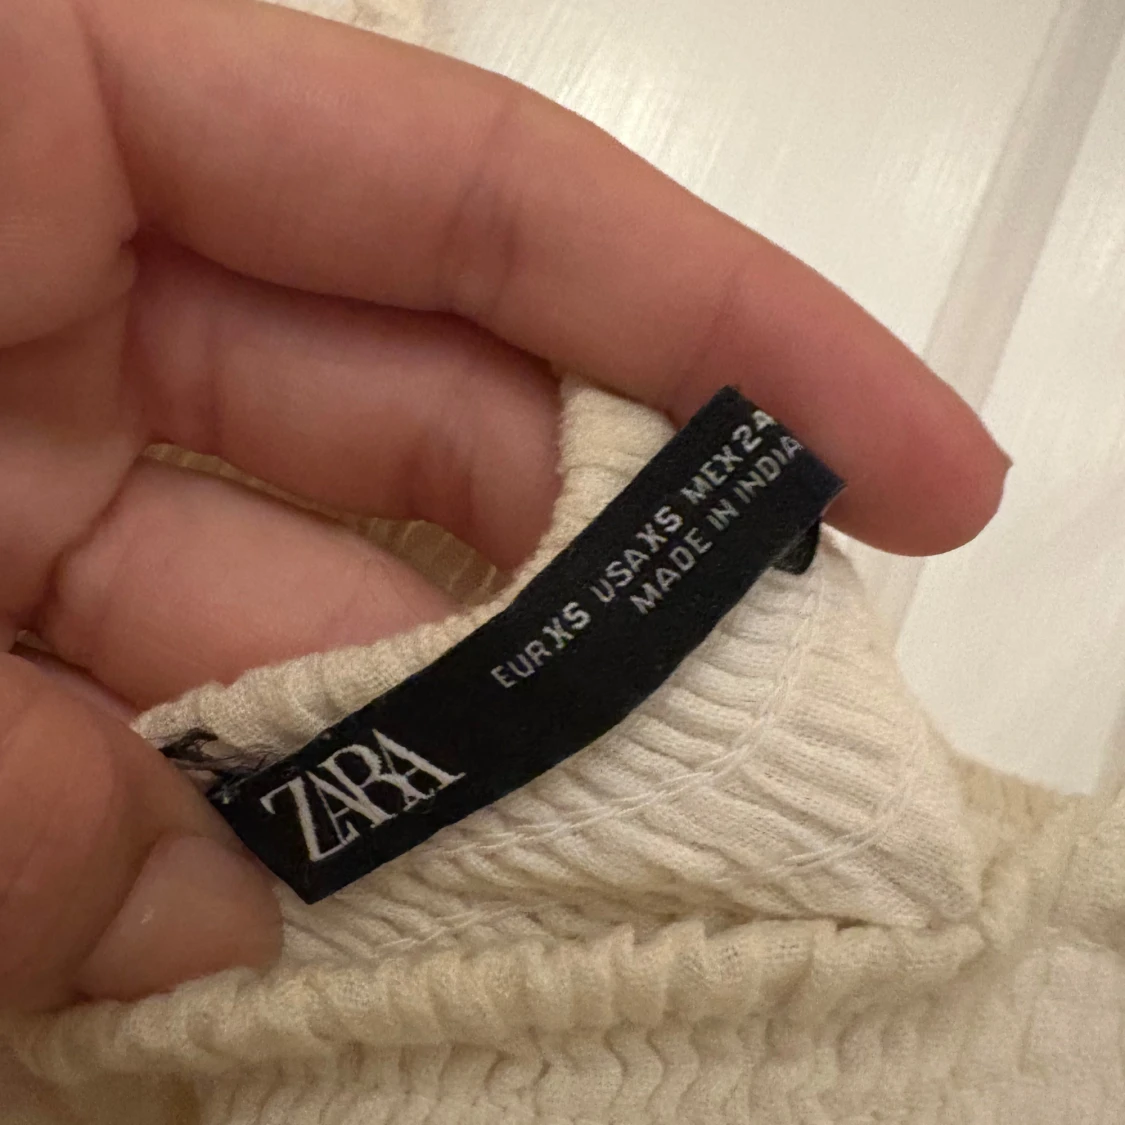 ZARA
EUR XS USA XS MEX 24
MADE IN INDIA